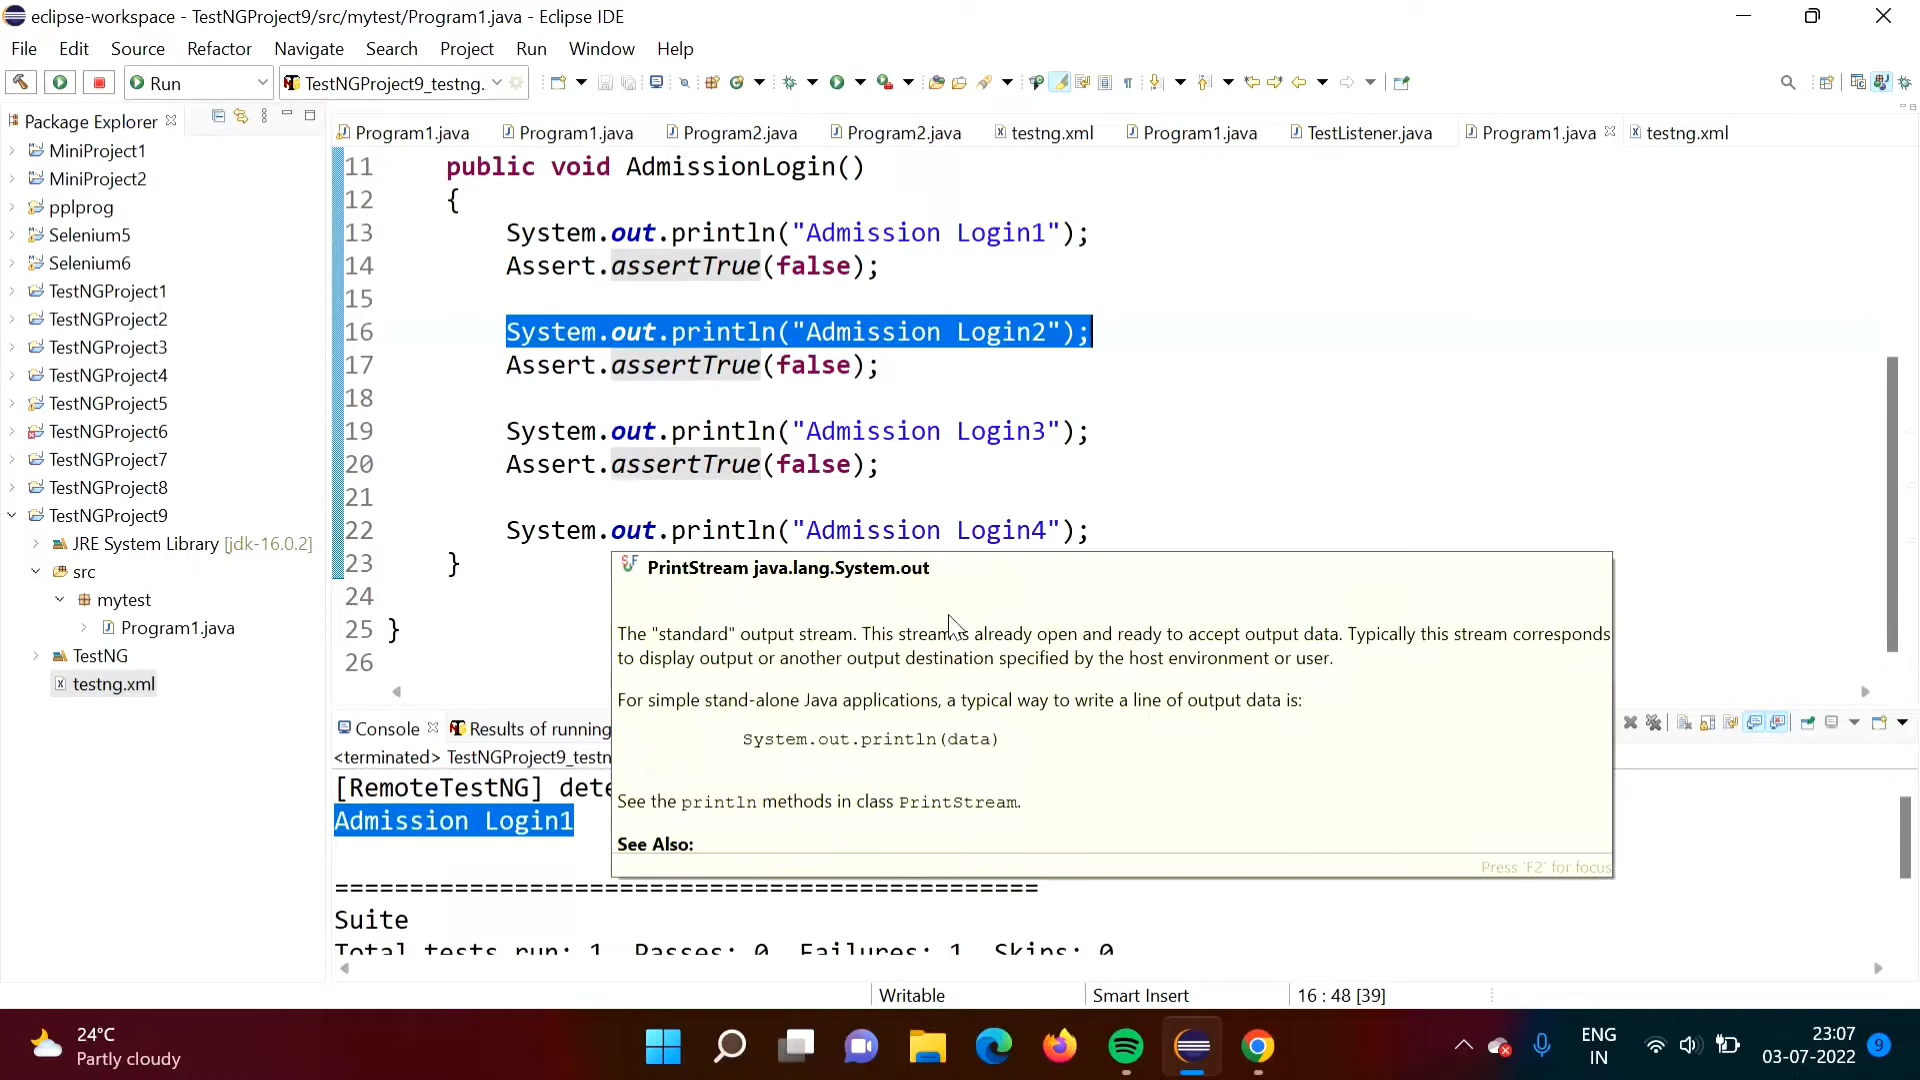 eclipse-workspace - TestNGProject9/src/mytest/Program1.java - Eclipse IDE
File Edit Source Refactor Navigate Search Project Run Window Help
Run TestNGProject9_testng.
Package Explorer
Program1.java Program1.java Program2.java Program2.java testng.xml Program1.java TestListener.java Program1.java testng.xml
MiniProject1
MiniProject2
pplprog
Selenium5
Selenium6
TestNGProject1
TestNGProject2
TestNGProject3
TestNGProject4
TestNGProject5
TestNGProject6
TestNGProject7
TestNGProject8
TestNGProject9
JRE System Library [jdk-16.0.2]
src
mytest
Program1.java
TestNG
testng.xml
11 public void AdmissionLogin()
12 {
13 System.out.println("Admission Login1");
14 Assert.assertTrue(false);
15
16 System.out.println("Admission Login2");
17 Assert.assertTrue(false);
18
19 System.out.println("Admission Login3");
20 Assert.assertTrue(false);
21
22 System.out.println("Admission Login4");
23 }
24
25 }
26
PrintStream java.lang.System.out
The "standard" output stream. This stream is already open and ready to accept output data. Typically this stream corresponds
to display output or another output destination specified by the host environment or user.
For simple stand-alone Java applications, a typical way to write a line of output data is:
System.out.println(data)
See the println methods in class PrintStream.
See Also:
Press 'F2' for focus
Console Results of running
<terminated> TestNGProject9_testn
[RemoteTestNG] dete
Admission Login1
===============================================
Suite
Total tests run: 1, Passes: 0, Failures: 1, Skips: 0
Writable Smart Insert 16 : 48 [39]
24°C
Partly cloudy
ENG
IN
23:07
03-07-2022
9